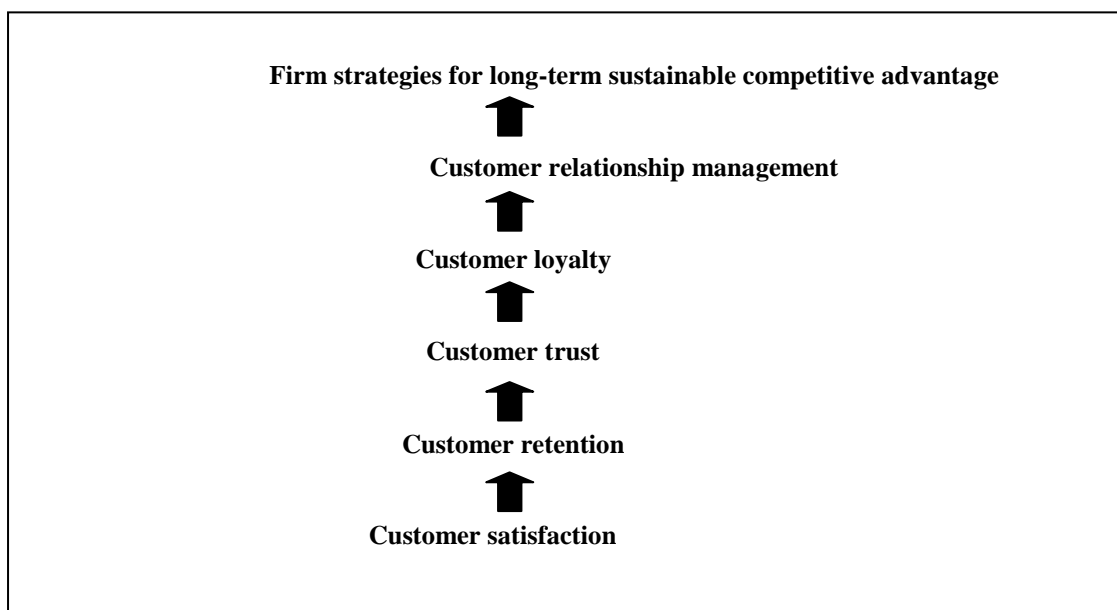 Firm strategies for long-term sustainable competitive advantage
Customer relationship management
Customer loyalty
Customer trust
Customer retention
Customer satisfaction